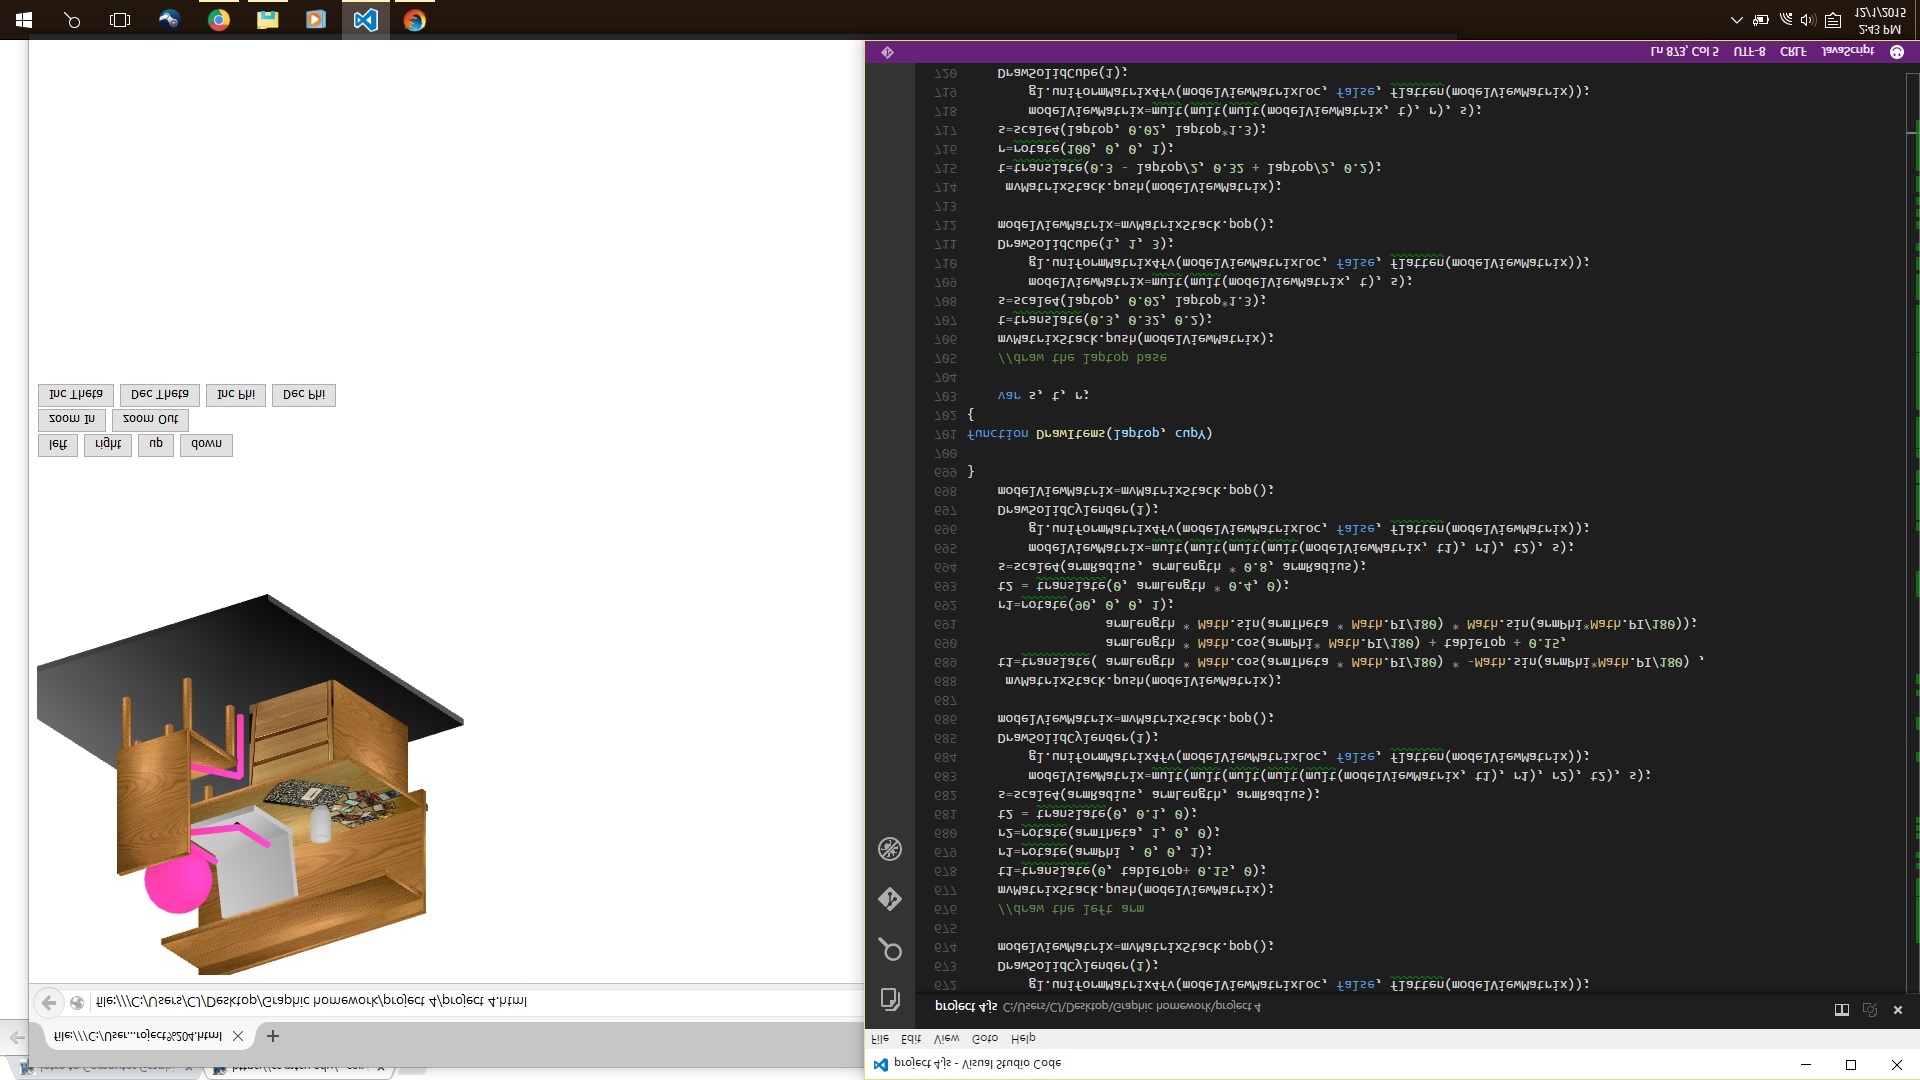 project 4.js - Visual Studio Code
File Edit View Goto Help
file:///C:/User...roject%204.html
file:///C:/Users/CJ/Desktop/Graphic homework/project 4/project 4.html
left right up down
zoom In zoom Out
Inc Theta Dec Theta Inc Phi Dec Phi
project 4.js C:\Users\CJ\Desktop\Graphic homework\project 4
672 gl.uniformMatrix4fv(modelViewMatrixLoc, false, flatten(modelViewMatrix));
673 DrawSolidCylender(1);
674 modelViewMatrix=mvMatrixStack.pop();
675
676 //draw the left arm
677 mvMatrixStack.push(modelViewMatrix);
678 t1=translate(0, tableTop+ 0.15, 0);
679 r1=rotate(armPhi , 0, 0, 1);
680 r2=rotate(armTheta, 1, 0, 0);
681 t2 = translate(0, 0.1, 0);
682 s=scale4(armRadius, armLength, armRadius);
683 modelViewMatrix=mult(mult(mult(mult(mult(modelViewMatrix, t1), r1), r2), t2), s);
684 gl.uniformMatrix4fv(modelViewMatrixLoc, false, flatten(modelViewMatrix));
685 DrawSolidCylender(1);
686 modelViewMatrix=mvMatrixStack.pop();
687
688 mvMatrixStack.push(modelViewMatrix);
689 t1=translate( armLength * Math.cos(armTheta * Math.PI/180) * -Math.sin(armPhi*Math.PI/180) ,
690 armLength * Math.cos(armPhi* Math.PI/180) + tableTop + 0.15,
691 armLength * Math.sin(armTheta * Math.PI/180) * Math.sin(armPhi*Math.PI/180));
692 r1=rotate(90, 0, 0, 1);
693 t2 = translate(0, armLength * 0.4, 0);
694 s=scale4(armRadius, armLength * 0.8, armRadius);
695 modelViewMatrix=mult(mult(mult(mult(modelViewMatrix, t1), r1), t2), s);
696 gl.uniformMatrix4fv(modelViewMatrixLoc, false, flatten(modelViewMatrix));
697 DrawSolidCylender(1);
698 modelViewMatrix=mvMatrixStack.pop();
699 }
700
701 function DrawItems(laptop, cupY)
702 {
703 var s, t, r;
704
705 //draw the laptop base
706 mvMatrixStack.push(modelViewMatrix);
707 t=translate(0.3, 0.32, 0.2);
708 s=scale4(laptop, 0.02, laptop*1.3);
709 modelViewMatrix=mult(mult(modelViewMatrix, t), s);
710 gl.uniformMatrix4fv(modelViewMatrixLoc, false, flatten(modelViewMatrix));
711 DrawSolidCube(1, 1, 3);
712 modelViewMatrix=mvMatrixStack.pop();
713
714 mvMatrixStack.push(modelViewMatrix);
715 t=translate(0.3 - laptop/2, 0.32 + laptop/2, 0.2);
716 r=rotate(100, 0, 0, 1);
717 s=scale4(laptop, 0.02, laptop*1.3);
718 modelViewMatrix=mult(mult(mult(modelViewMatrix, t), r), s);
719 gl.uniformMatrix4fv(modelViewMatrixLoc, false, flatten(modelViewMatrix));
720 DrawSolidCube(1);
Ln 873, Col 5 UTF-8 CRLF JavaScript
2:43 PM
12/1/2015